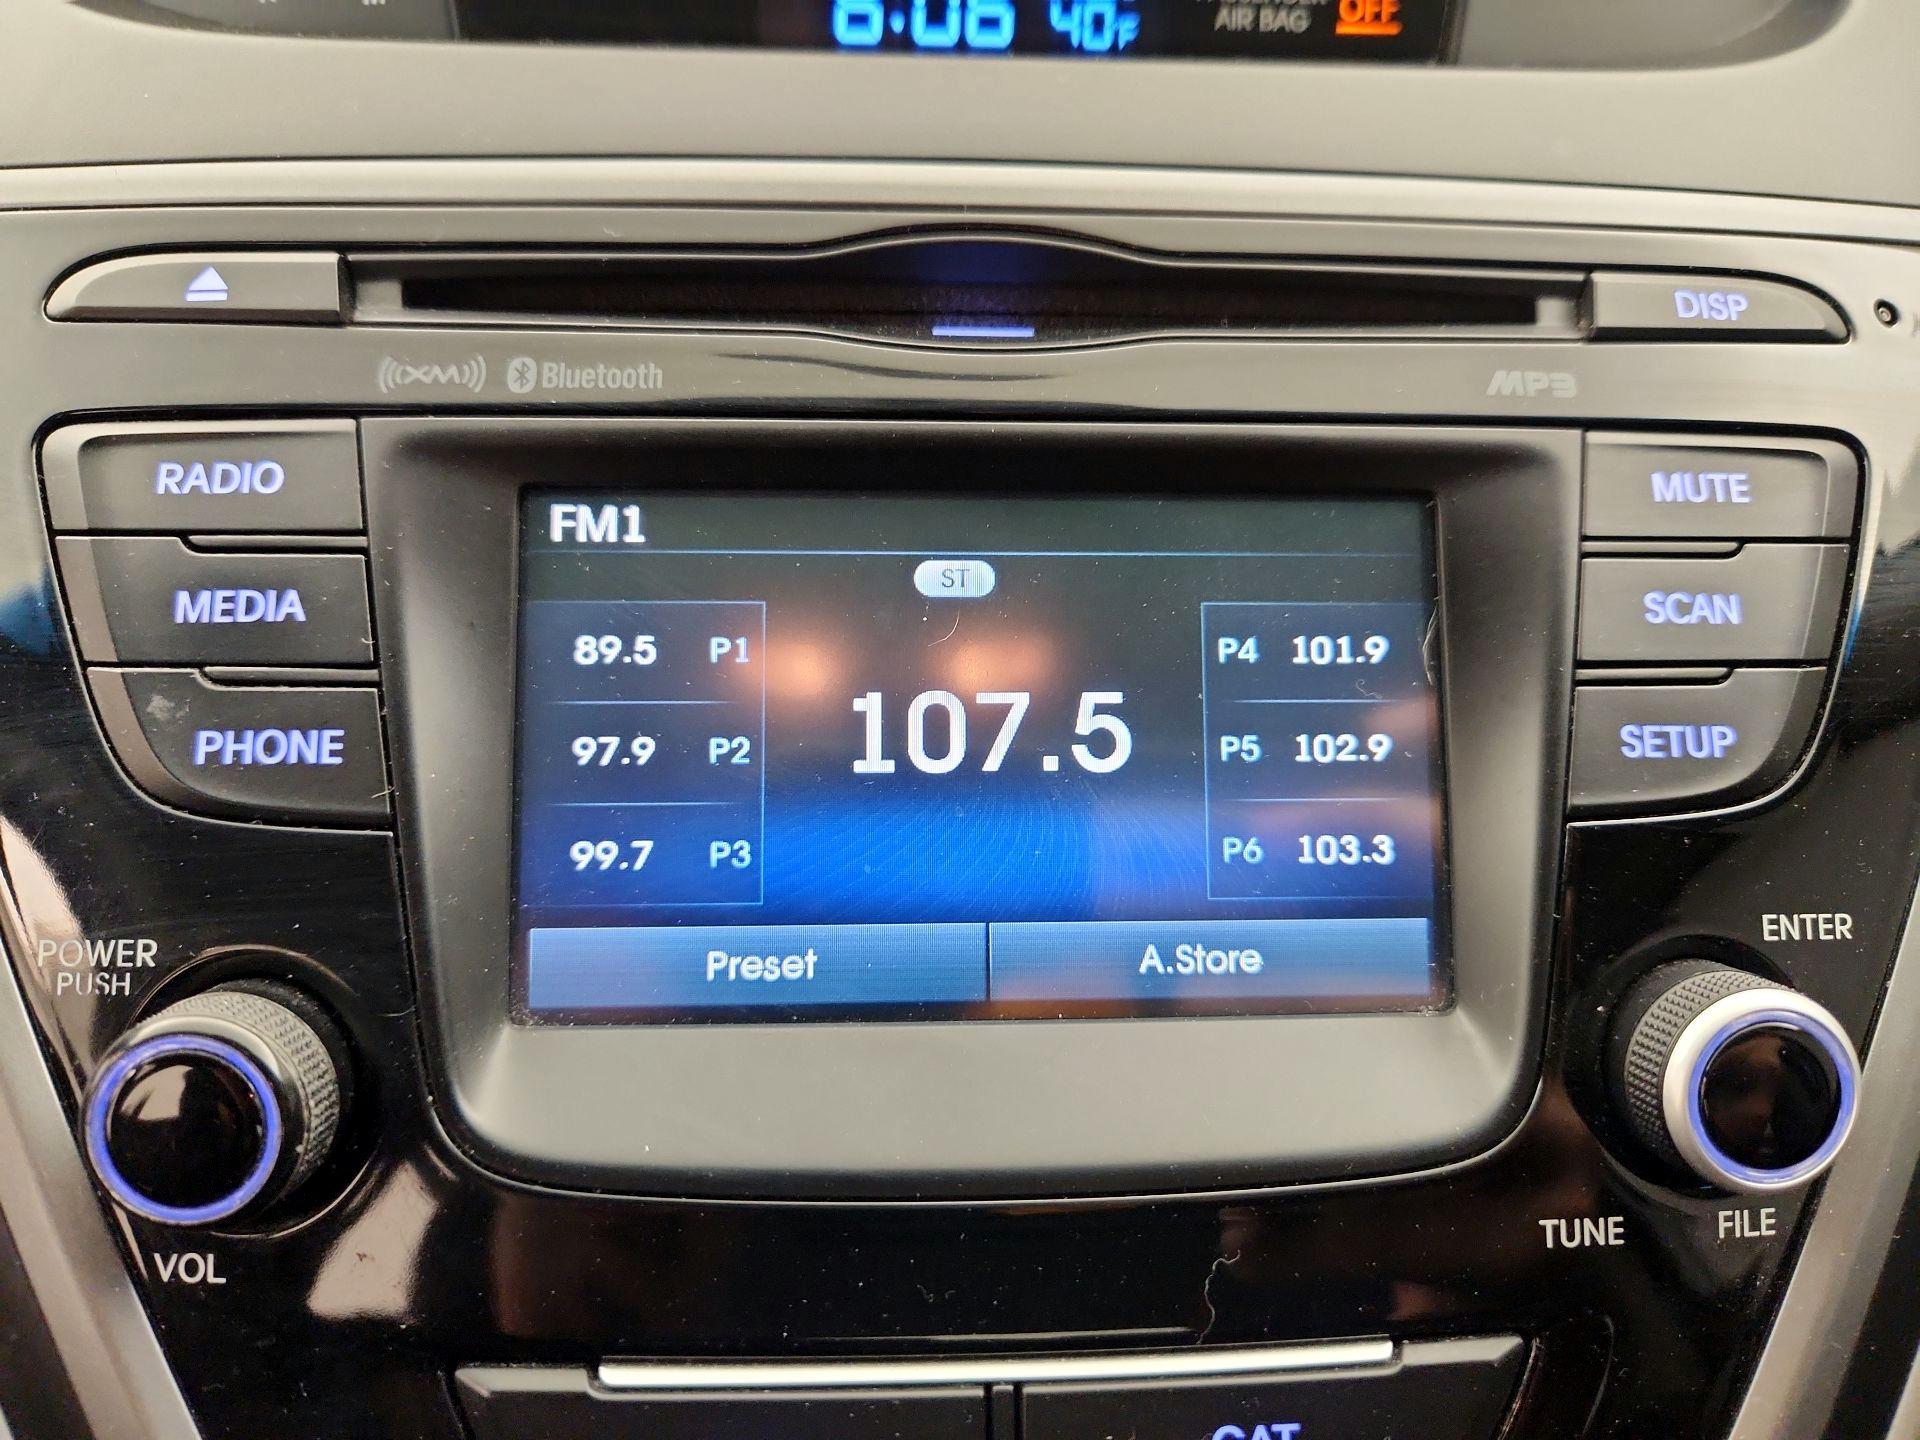 40°F
AIR BAG
OFF
DISP
XM
Bluetooth
MP3
RADIO
MEDIA
PHONE
MUTE
SCAN
SETUP
FM1
ST
89.5 P1
97.9 P2
99.7 P3
107.5
P4 101.9
P5 102.9
P6 103.3
Preset
A.Store
POWER
PUSH
VOL
ENTER
TUNE
FILE